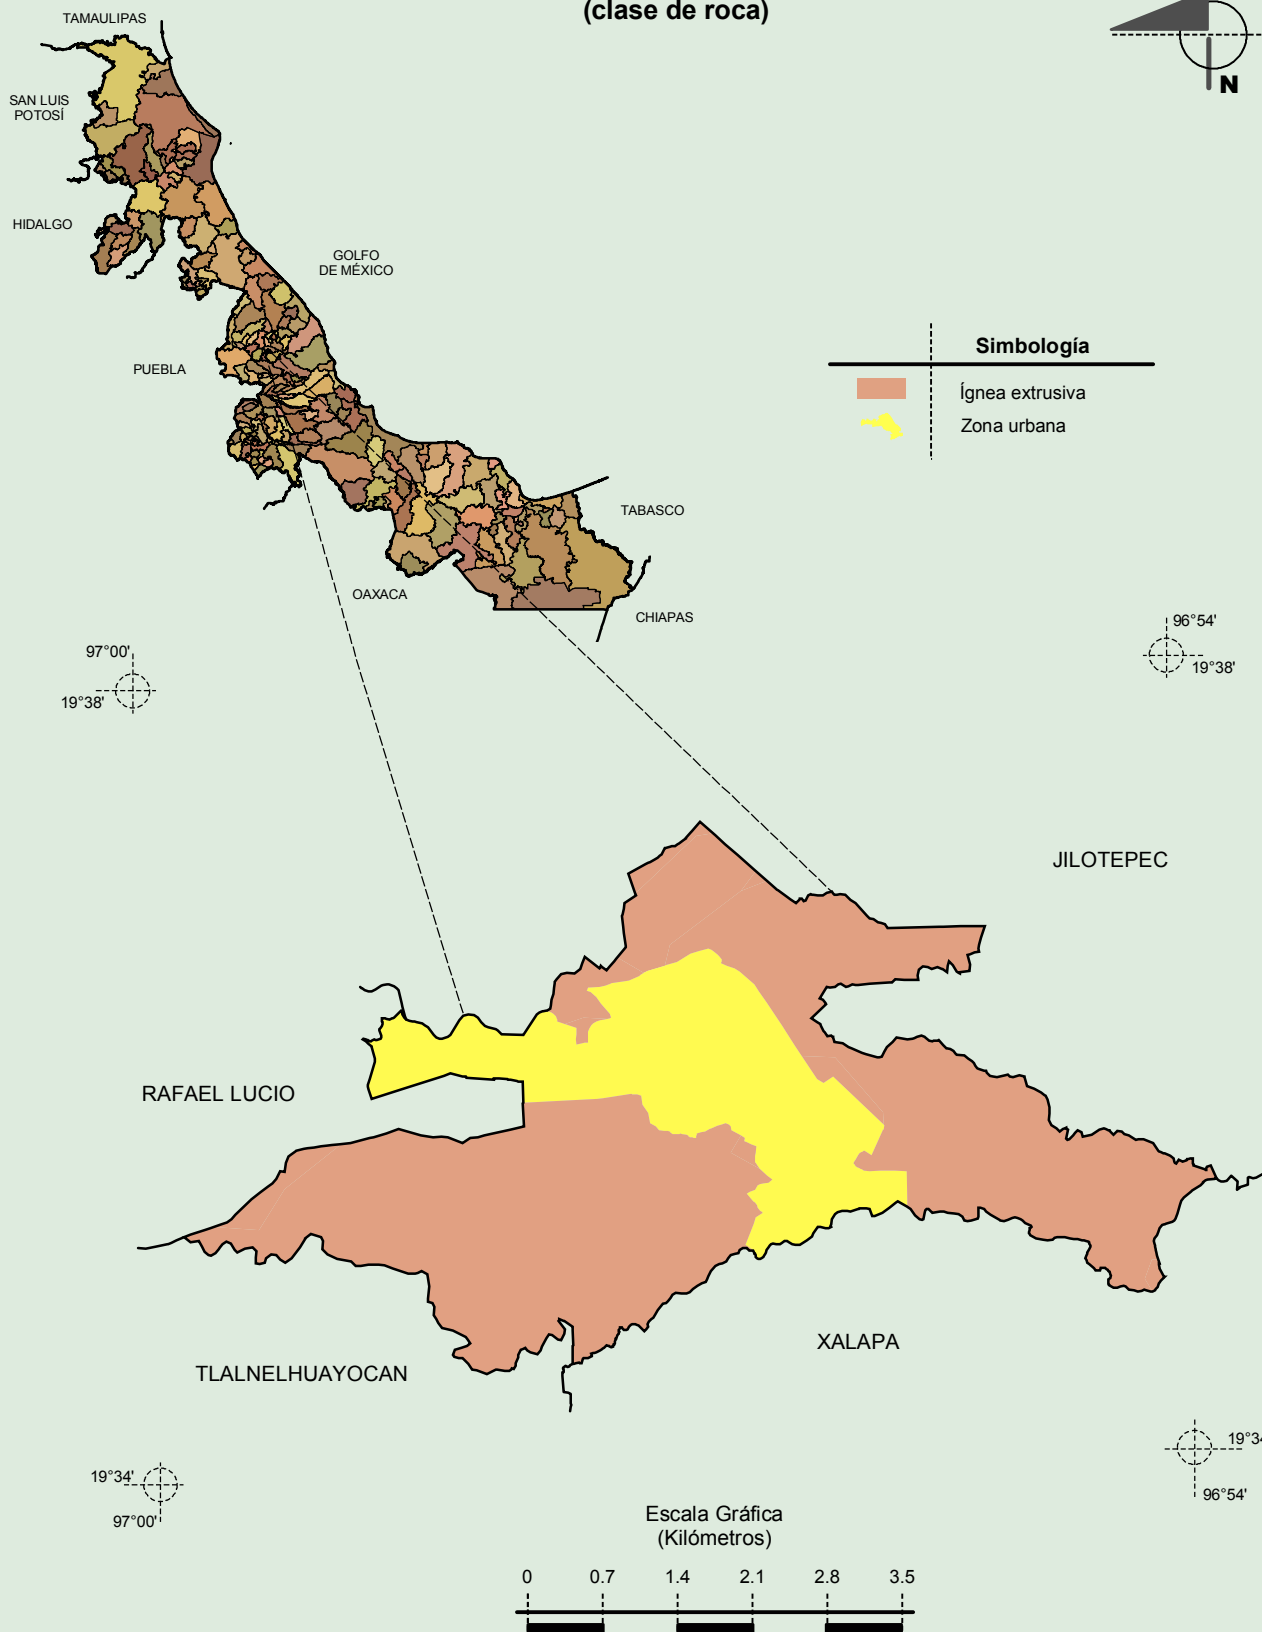 (clase de roca)
N
TAMAULIPAS
SAN LUIS
POTOSÍ
HIDALGO
GOLFO
DE MÉXICO
PUEBLA
Simbología
Ígnea extrusiva
Zona urbana
TABASCO
OAXACA
CHIAPAS
97°00'
19°38'
96°54'
19°38'
JILOTEPEC
RAFAEL LUCIO
XALAPA
TLALNELHUAYOCAN
19°34'
97°00'
19°34
96°54'
Escala Gráfica
(Kilómetros)
0 0.7 1.4 2.1 2.8 3.5